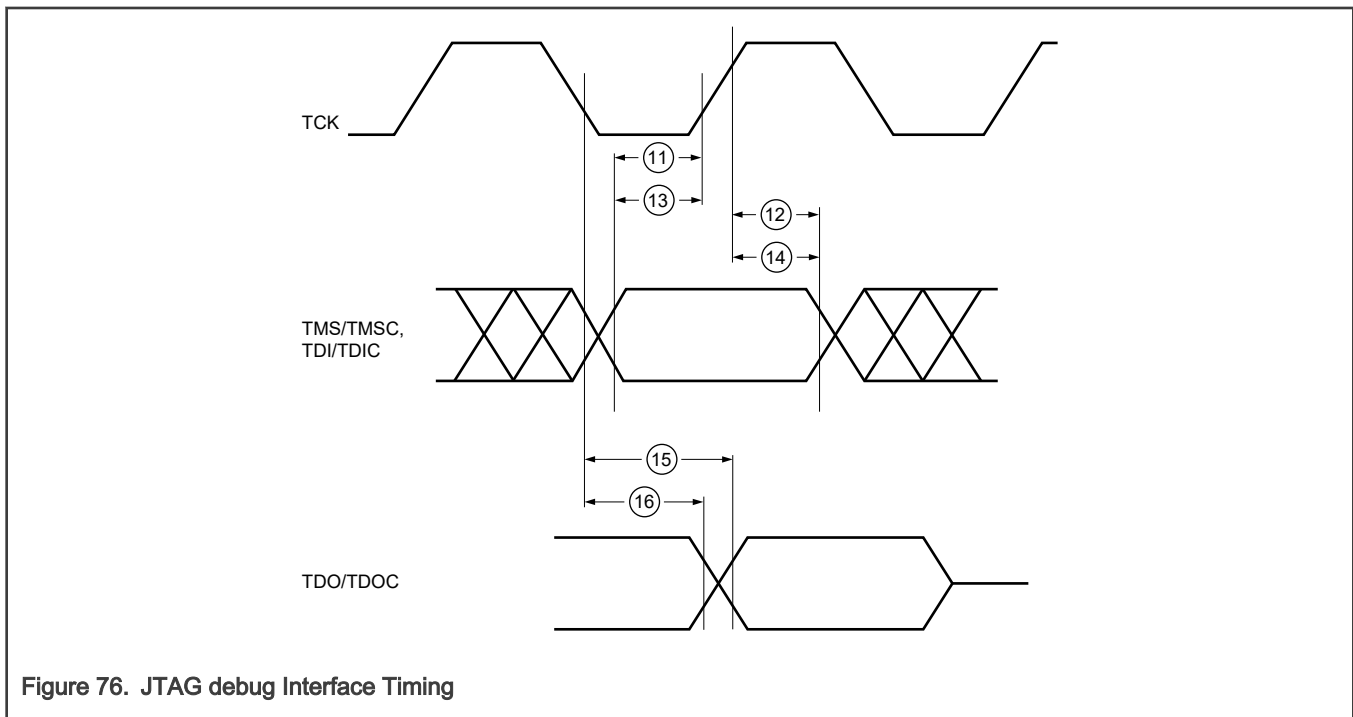 TCK
11
13
12
14
TMS/TMSC,
TDI/TDIC
15
16
TDO/TDOC
Figure 76. JTAG debug Interface Timing